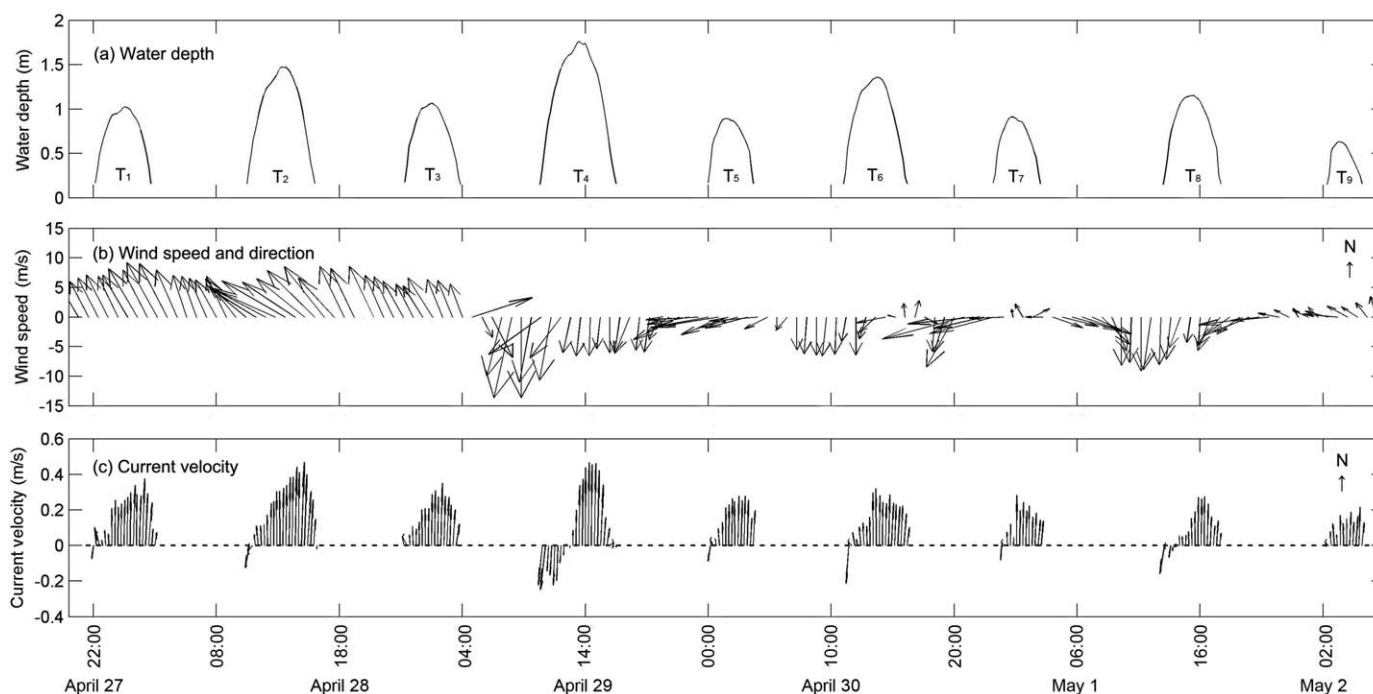 2
(a) Water depth
1.5
1
0.5
0
Water depth (m)
T1
T2
T3
T4
T5
T6
T7
T8
T9
15
(b) Wind speed and direction
N
10
5
0
-5
-10
-15
Wind speed (m/s)
0.6
(c) Current velocity
N
0.4
0.2
0
-0.2
-0.4
Current velocity (m/s)
22:00
08:00
18:00
04:00
14:00
00:00
10:00
20:00
06:00
16:00
02:00
April 27
April 28
April 29
April 30
May 1
May 2